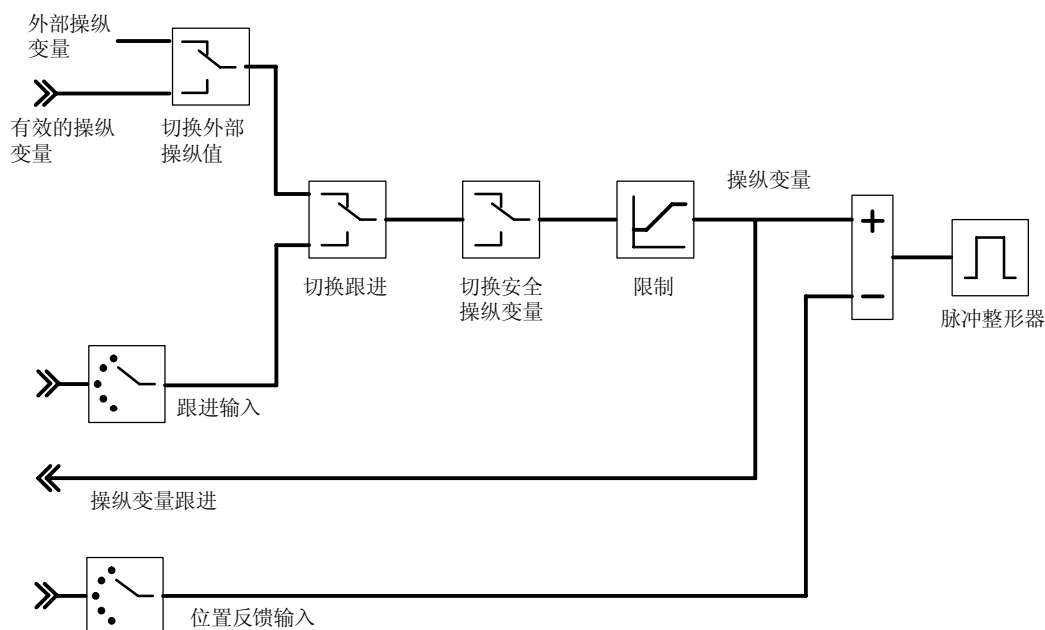 外部操纵
变量
有效的操纵
变量
切换外部
操纵值
操纵变量
切换跟进
切换安全
操纵变量
限制
脉冲整形器
跟进输入
操纵变量跟进
位置反馈输入